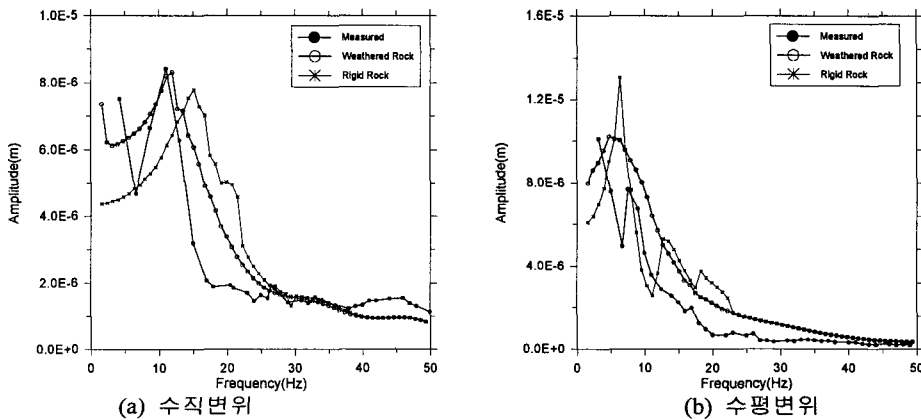 1.0E-5
8.0E-6
6.0E-6
4.0E-6
2.0E-6
0.0E+0
Amplitude(m)
Measured
Weathered Rock
Rigid Rock
0 10 20 30 40 50
Frequency(Hz)
(a) 수직변위
1.6E-5
1.2E-5
8.0E-6
4.0E-6
0.0E+0
Amplitude(m)
Measured
Weathered Rock
Rigid Rock
0 10 20 30 40 50
Frequency(Hz)
(b) 수평변위